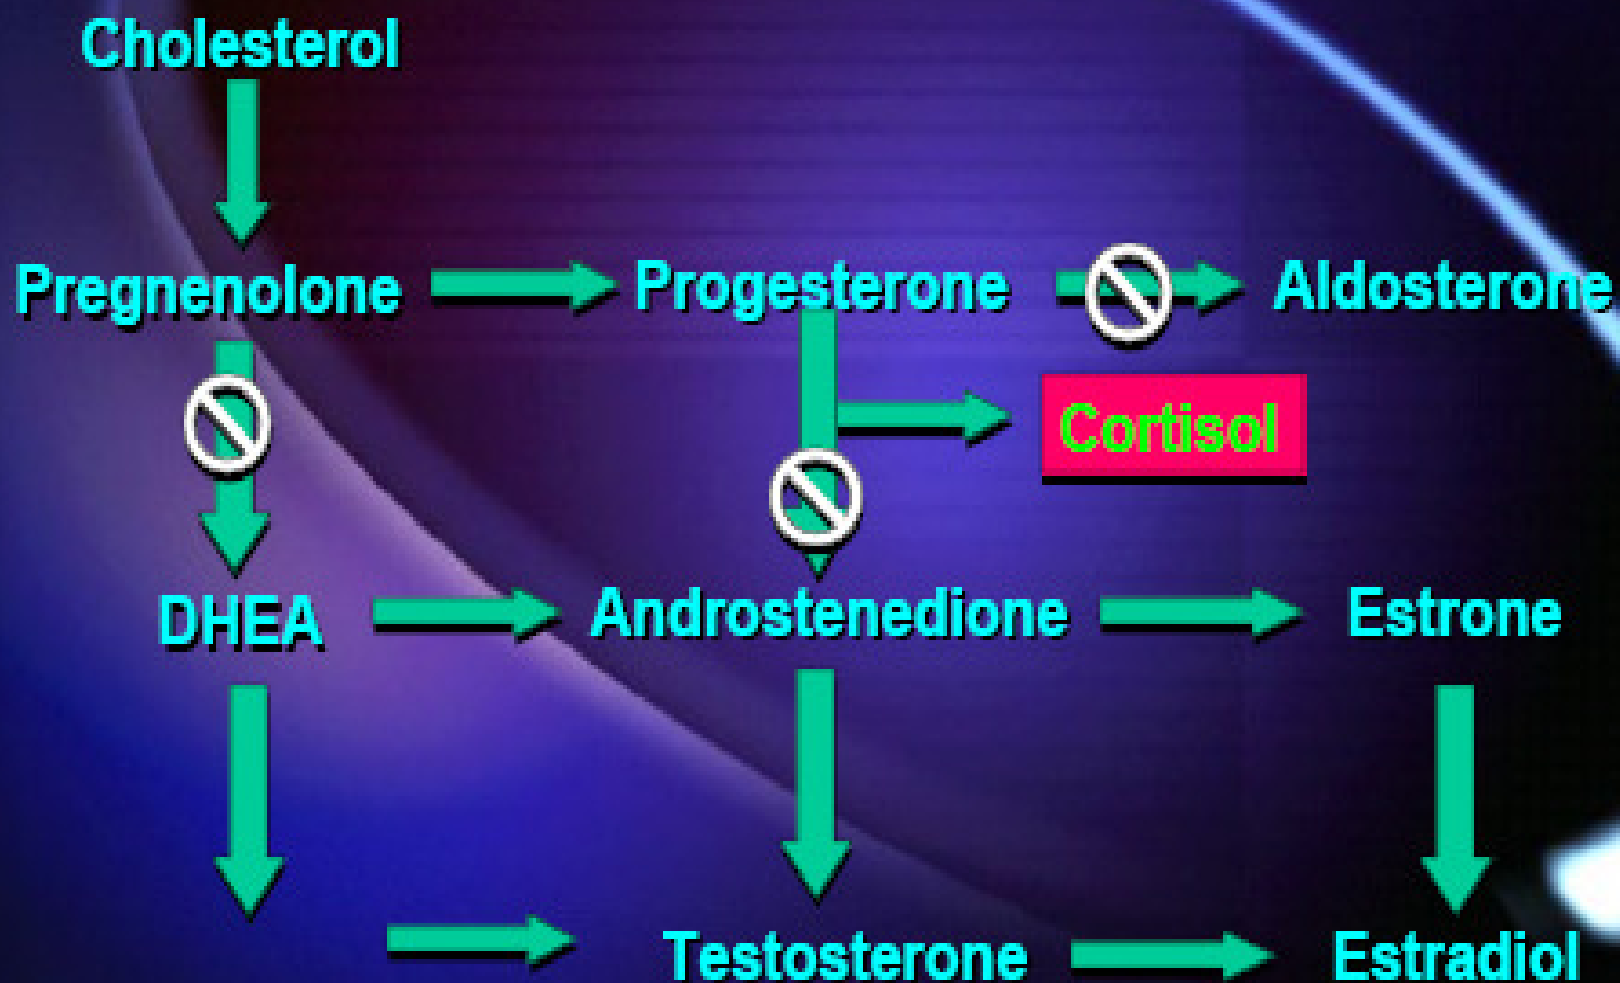 Cholesterol
Pregnenolone
Progesterone
Aldosterone
Cortisol
DHEA
Androstenedione
Estrone
Testosterone
Estradiol